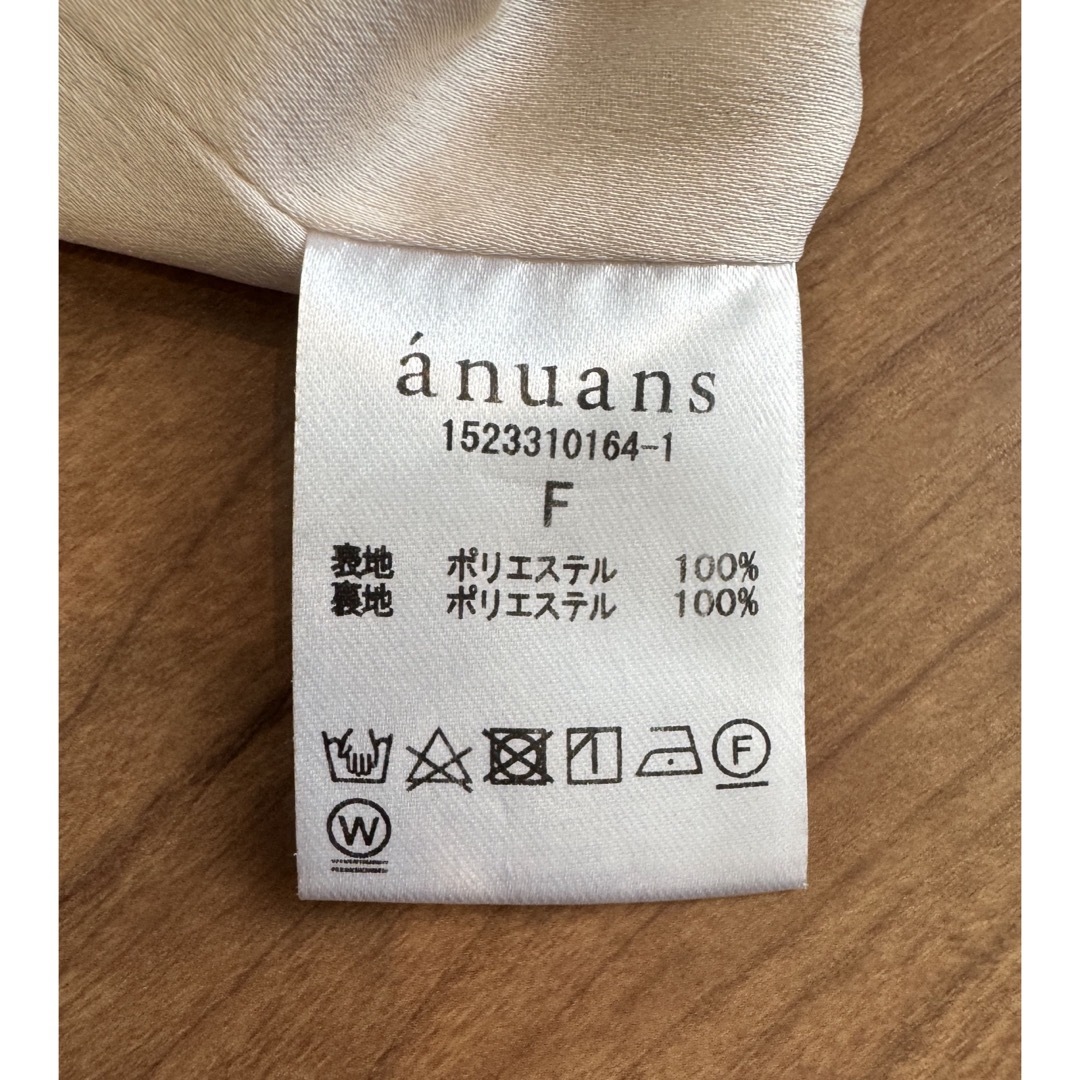 ánuans
1523310164-1
F
表地 ポリエステル 100%
裏地 ポリエステル 100%
F
W